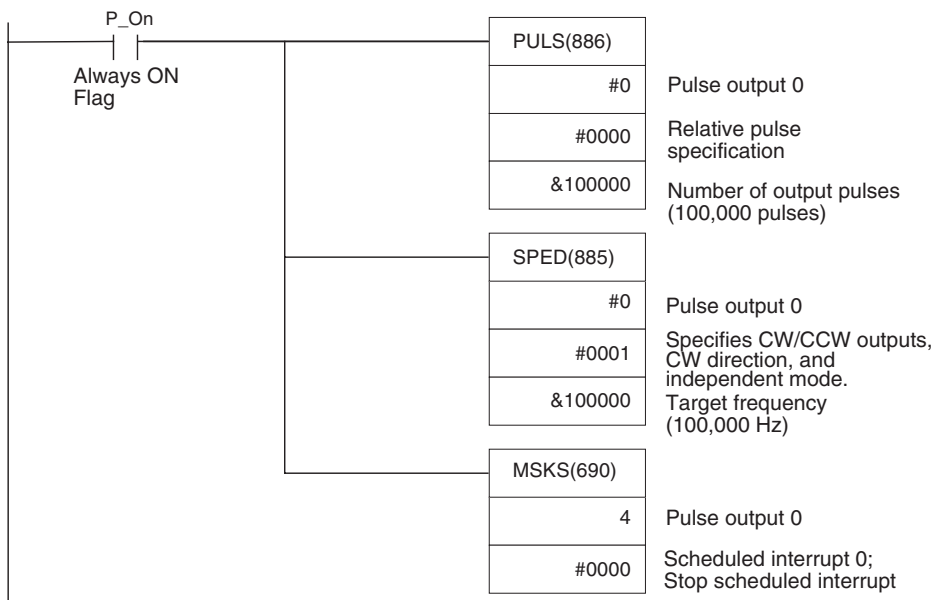 P_On
Always ON
Flag
PULS(886)
#0
Pulse output 0
#0000
Relative pulse
specification
&100000
Number of output pulses
(100,000 pulses)
SPED(885)
#0
Pulse output 0
#0001
Specifies CW/CCW outputs,
CW direction, and
independent mode.
&100000
Target frequency
(100,000 Hz)
MSKS(690)
4
Pulse output 0
#0000
Scheduled interrupt 0;
Stop scheduled interrupt